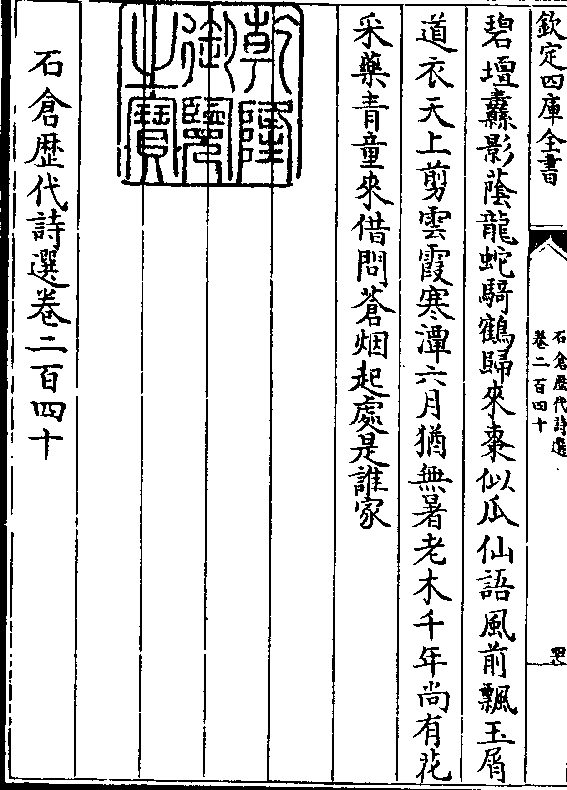 欽定四庫全書
石倉歷代詩選
卷二百四十
碧壇纛影蔭龍蛇騎鶴歸來棗似瓜仙語風前飄玉屑
道衣天上剪雲霞寒潭六月猶無暑老木千年尚有花
采藥青童來借問蒼烟起處是誰家
乾隆御覽之寶
石倉歷代詩選卷二百四十